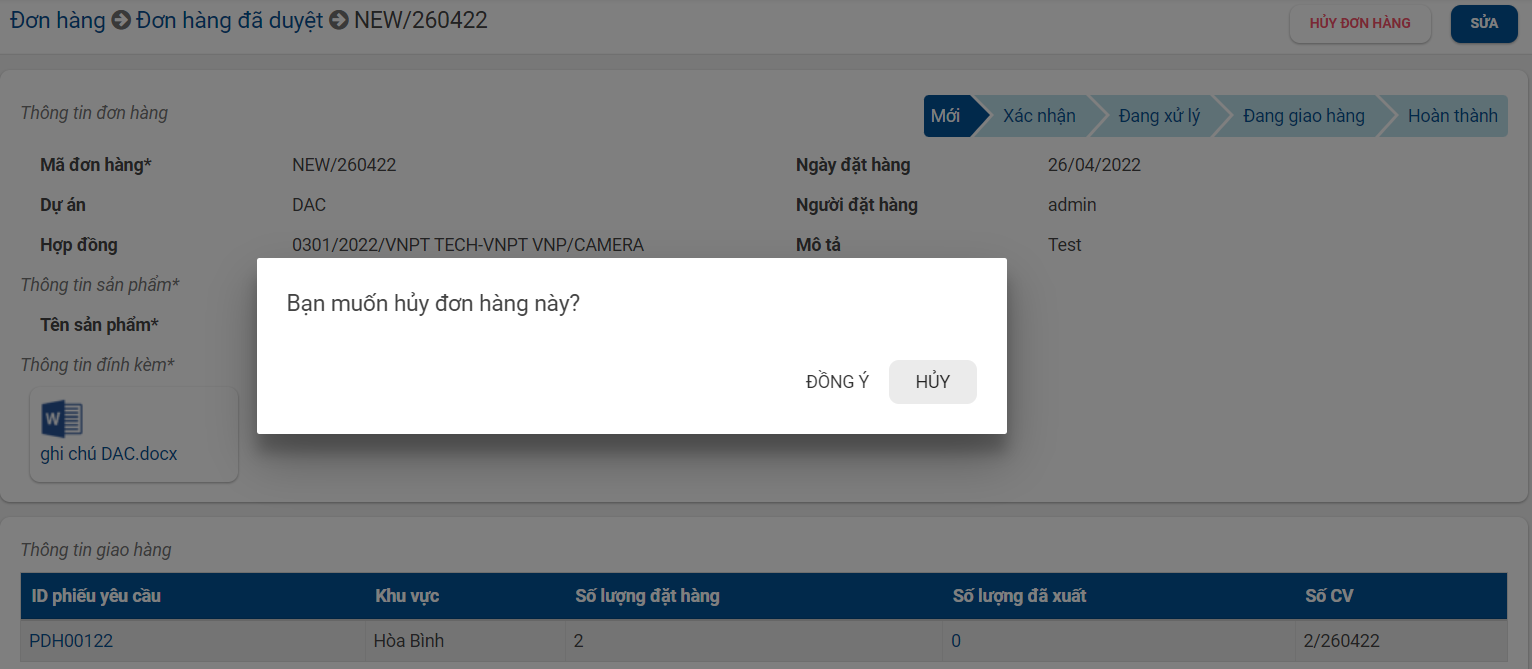 Đơn hàng Đơn hàng đã duyệt NEW/260422
HỦY ĐƠN HÀNG SỬA
Thông tin đơn hàng
Mới Xác nhận Đang xử lý Đang giao hàng Hoàn thành
Mã đơn hàng* NEW/260422 Ngày đặt hàng 26/04/2022
Dự án DAC Người đặt hàng admin
Hợp đồng 0301/2022/VNPT TECH-VNPT VNP/CAMERA Mô tả Test
Thông tin sản phẩm*
Bạn muốn hủy đơn hàng này?
Tên sản phẩm*
Thông tin đính kèm*
ĐỒNG Ý HỦY
W
ghi chú DAC.docx
Thông tin giao hàng
ID phiếu yêu cầu Khu vực Số lượng đặt hàng Số lượng đã xuất Số CV
PDH00122 Hòa Bình 2 0 2/260422